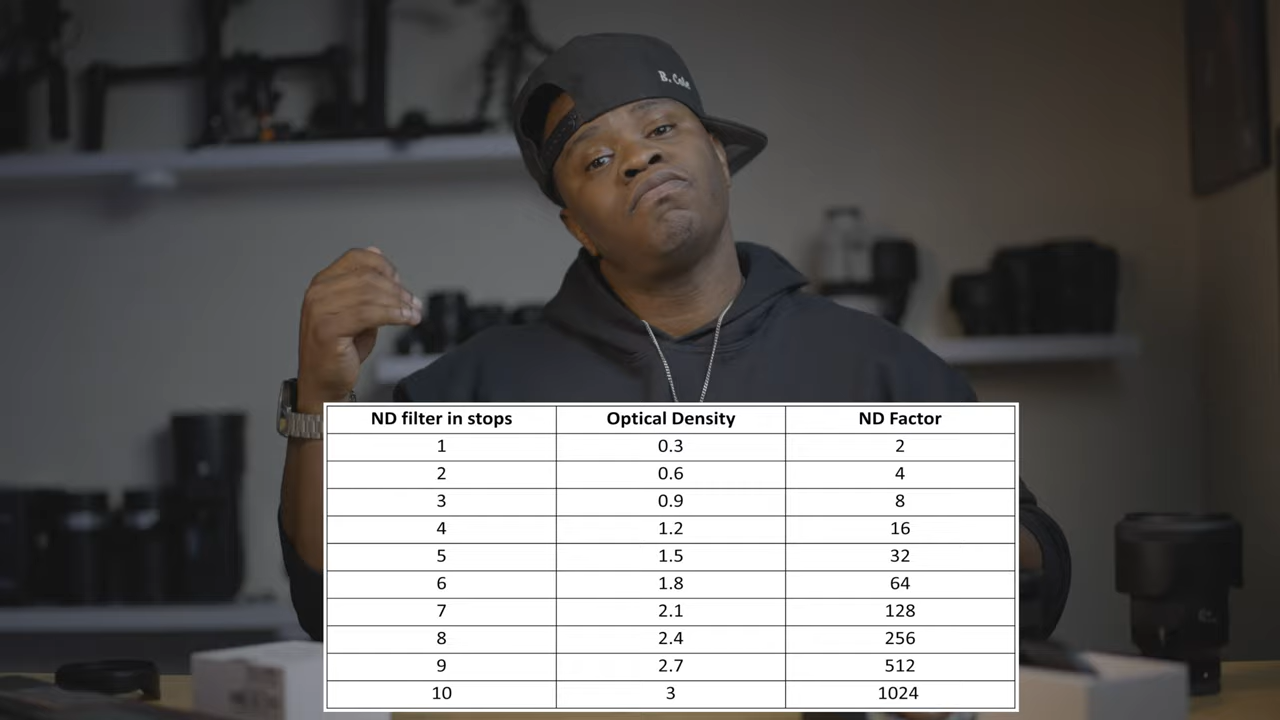 B. Cole
ND filter in stops Optical Density ND Factor
1 0.3 2
2 0.6 4
3 0.9 8
4 1.2 16
5 1.5 32
6 1.8 64
7 2.1 128
8 2.4 256
9 2.7 512
10 3 1024